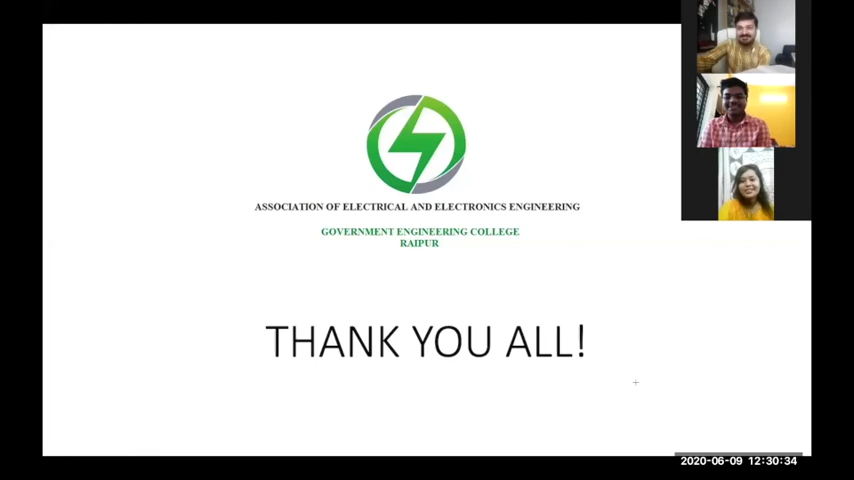 ASSOCIATION OF ELECTRICAL AND ELECTRONICS ENGINEERING
GOVERNMENT ENGINEERING COLLEGE
RAIPUR
THANK YOU ALL!
2020-06-09 12:30:34